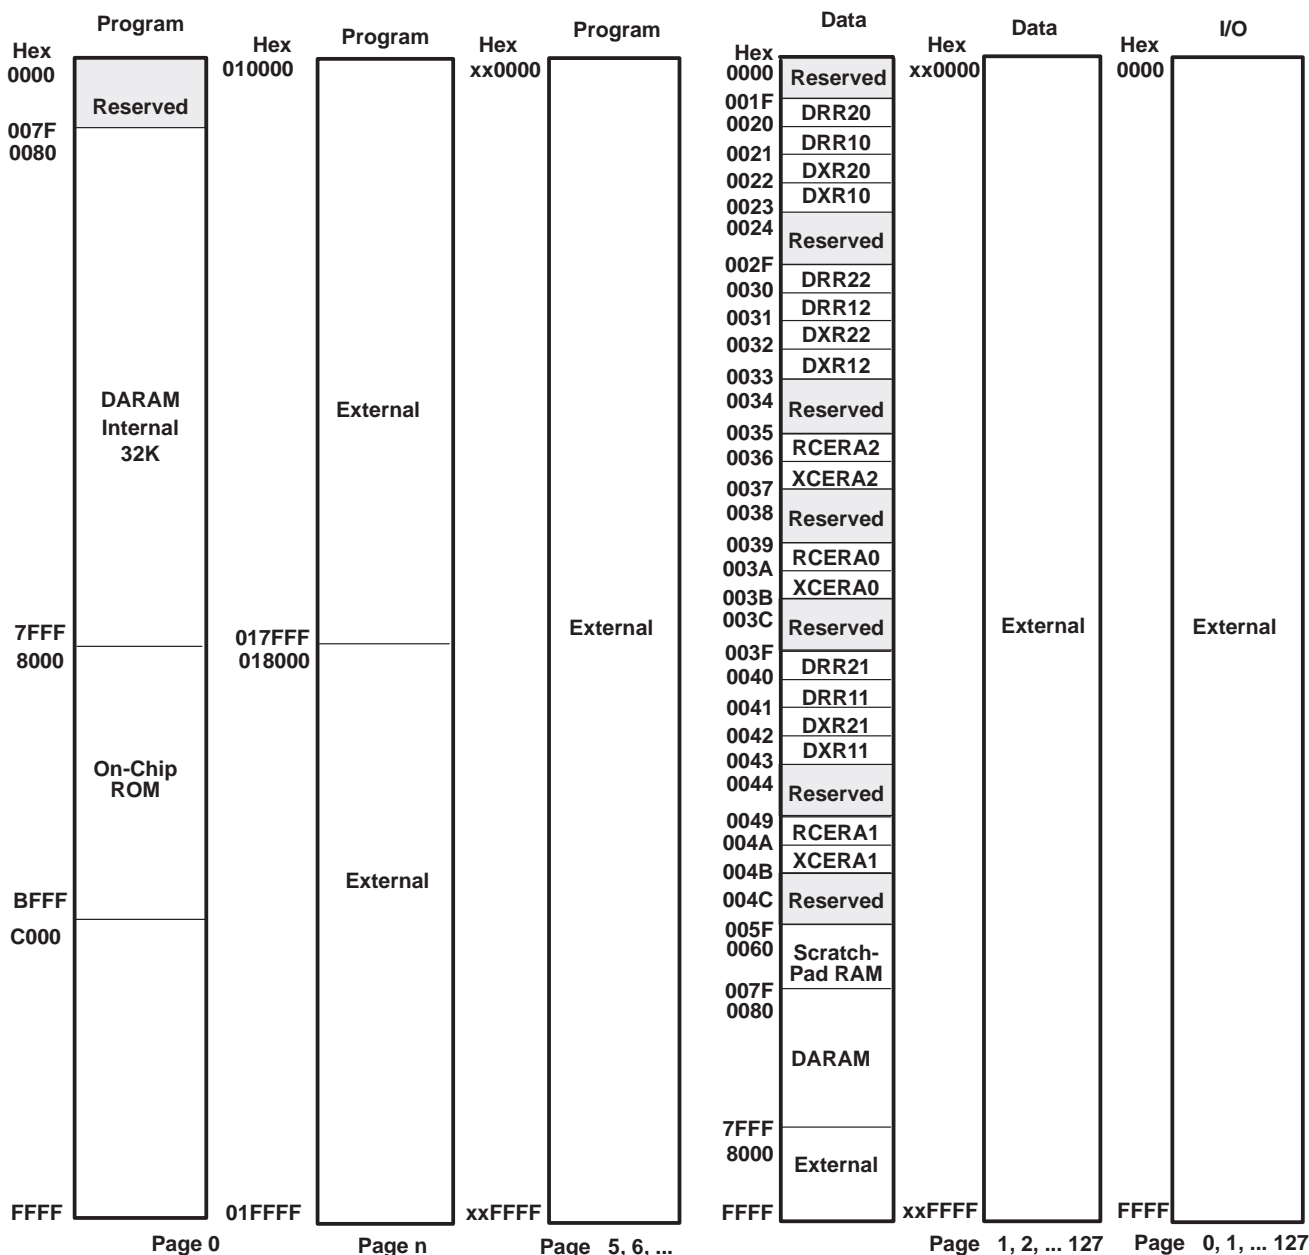 Program
Hex
0000
Reserved
007F
0080
DARAM
Internal
32K
7FFF
8000
On-Chip
ROM
BFFF
C000
FFFF
Page 0
Program
Hex
010000
External
017FFF
018000
External
01FFFF
Page n
Program
Hex
xx0000
External
xxFFFF
Page 5, 6, ...
Data
Hex
0000
Reserved
001F
0020
DRR20
DRR10
0021
DXR20
0022
DXR10
0023
0024
Reserved
002F
DRR22
0030
DRR12
0031
DXR22
0032
DXR12
0033
0034
Reserved
0035
RCERA2
0036
XCERA2
0037
0038
Reserved
0039
RCERA0
003A
XCERA0
003B
003C
Reserved
003F
DRR21
0040
DRR11
0041
DXR21
0042
DXR11
0043
0044
Reserved
0049
RCERA1
004A
XCERA1
004B
004C
Reserved
005F
0060
Scratch-
Pad RAM
007F
0080
DARAM
7FFF
8000
External
FFFF
Data
Hex
xx0000
External
xxFFFF
Page 1, 2, ... 127
I/O
Hex
0000
External
FFFF
Page 0, 1, ... 127